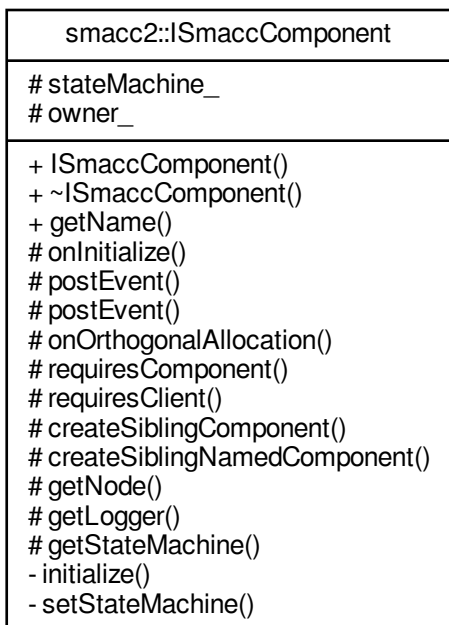 smacc2::ISmaccComponent
# stateMachine_
# owner_
+ ISmaccComponent()
+ ~ISmaccComponent()
+ getName()
# onInitialize()
# postEvent()
# postEvent()
# onOrthogonalAllocation()
# requiresComponent()
# requiresClient()
# createSiblingComponent()
# createSiblingNamedComponent()
# getNode()
# getLogger()
# getStateMachine()
- initialize()
- setStateMachine()